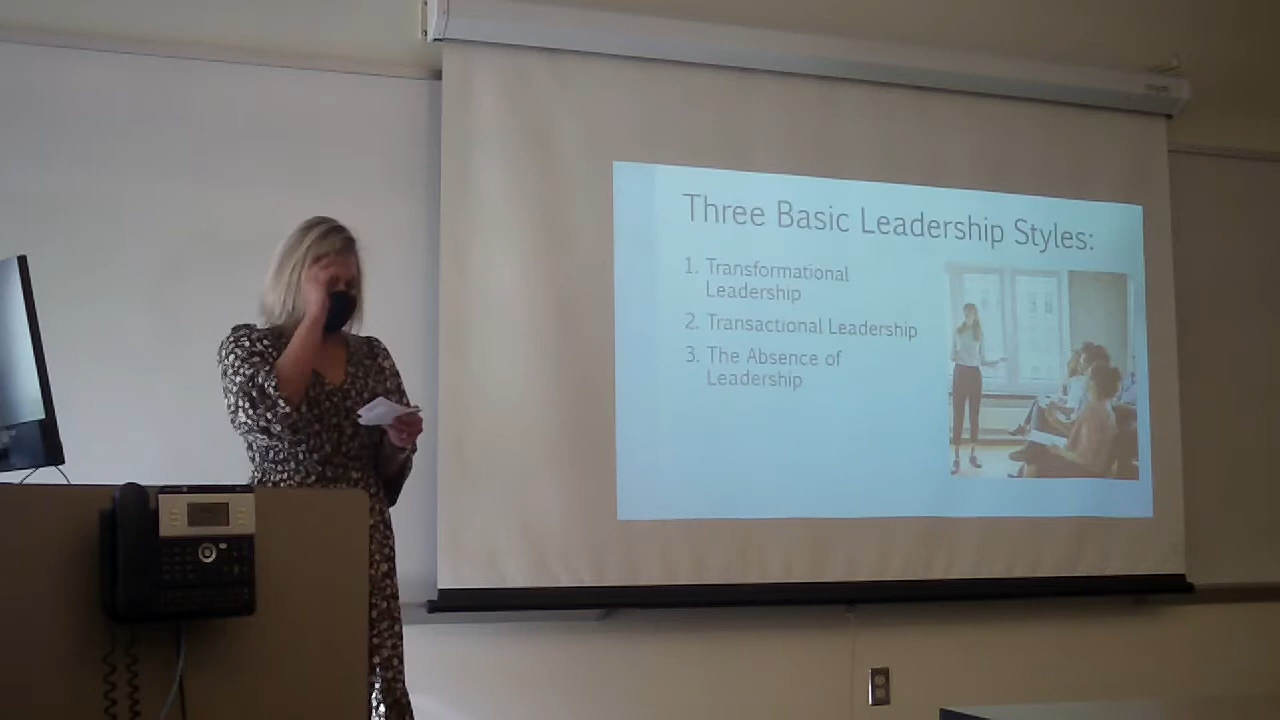 Three Basic Leadership Styles:
1. Transformational
Leadership
2. Transactional Leadership
3. The Absence of
Leadership